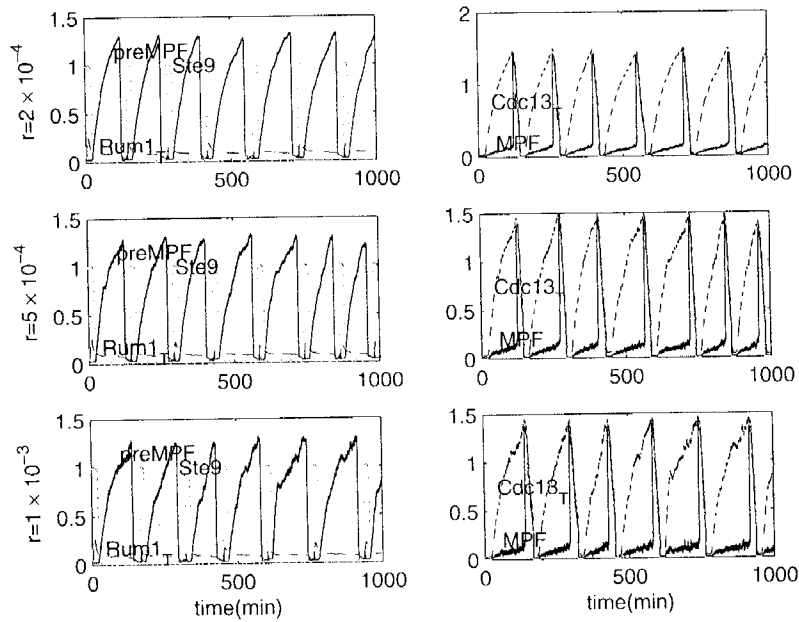 1.5
preMPF
Ste9
1
0.5
Rum1T
0
0
500
1000
r=2 × 10-4
2
1
Cdc13T
MPF
0
0
500
1000
1.5
preMPF
Ste9
1
0.5
Rum1T
0
0
500
1000
r=5 × 10-4
1.5
1
Cdc13T
0.5
MPF
0
0
500
1000
1.5
preMPF
Ste9
1
0.5
Rum1T
0
0
500
1000
r=1 × 10-3
time(min)
1.5
1
Cdc13T
0.5
MPF
0
0
500
1000
time(min)